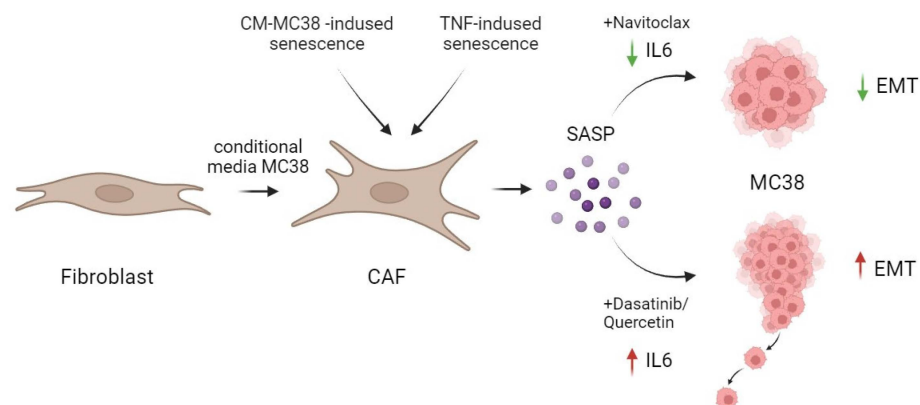 CM-MC38 -indused
senescence
TNF-indused
senescence
+Navitoclax
IL6
EMT
conditional
media MC38
SASP
MC38
Fibroblast
CAF
+Dasatinib/
Quercetin
IL6
EMT